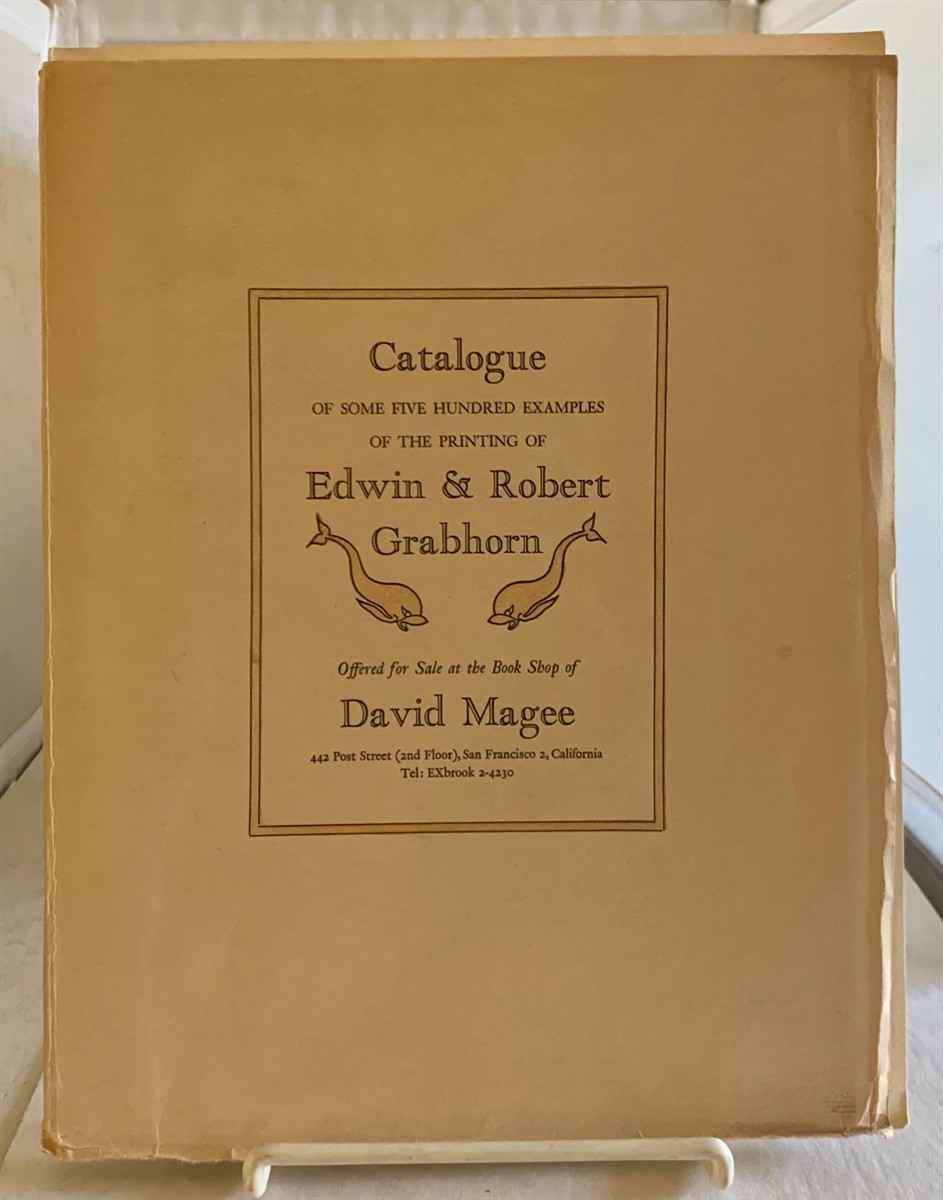 Catalogue
OF SOME FIVE HUNDRED EXAMPLES
OF THE PRINTING OF
Edwin & Robert
Grabhorn
Offered for Sale at the Book Shop of
David Magee
442 Post Street (2nd Floor), San Francisco 2, California
Tel: EXbrook 2-4230